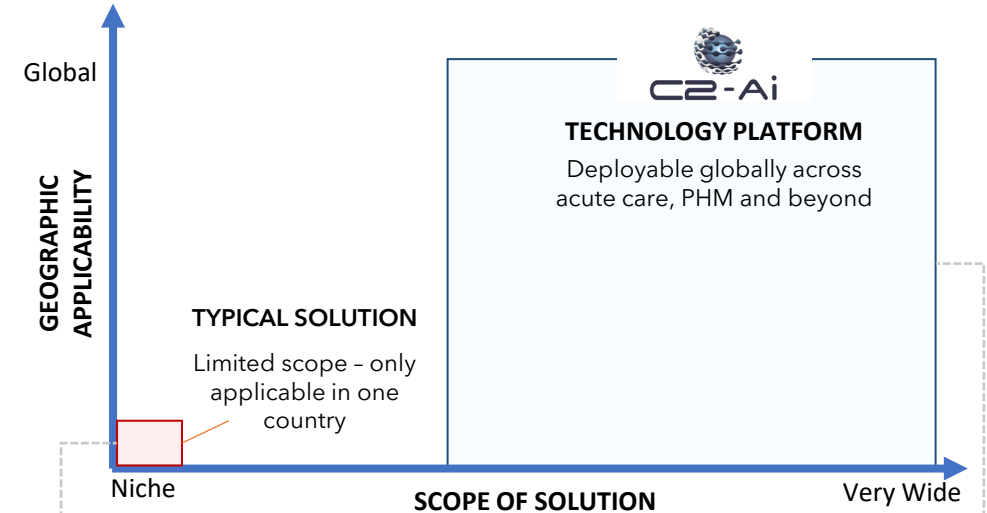 Global
C2-Ai
TECHNOLOGY PLATFORM
Deployable globally across
acute care, PHM and beyond
GEOGRAPHIC
APPLICABILITY
TYPICAL SOLUTION
Limited scope – only
applicable in one
country
Niche
SCOPE OF SOLUTION
Very Wide